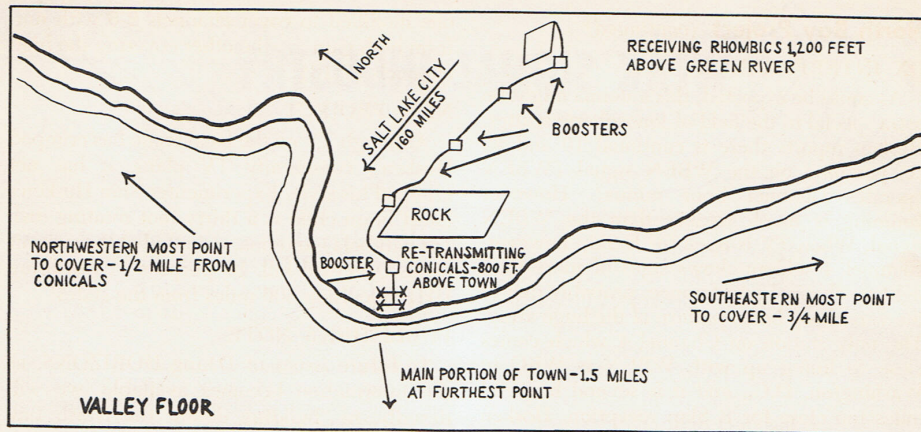 NORTH
SALT LAKE CITY
160 MILES
RECEIVING RHOMBICS 1,200 FEET
ABOVE GREEN RIVER
BOOSTERS
ROCK
NORTHWESTERN MOST POINT
TO COVER - 1/2 MILE FROM
CONICALS
BOOSTER
RE-TRANSMITTING
CONICALS-800 FT.
ABOVE TOWN
SOUTHEASTERN MOST POINT
TO COVER - 3/4 MILE
MAIN PORTION OF TOWN-1.5 MILES
AT FURTHEST POINT
VALLEY FLOOR